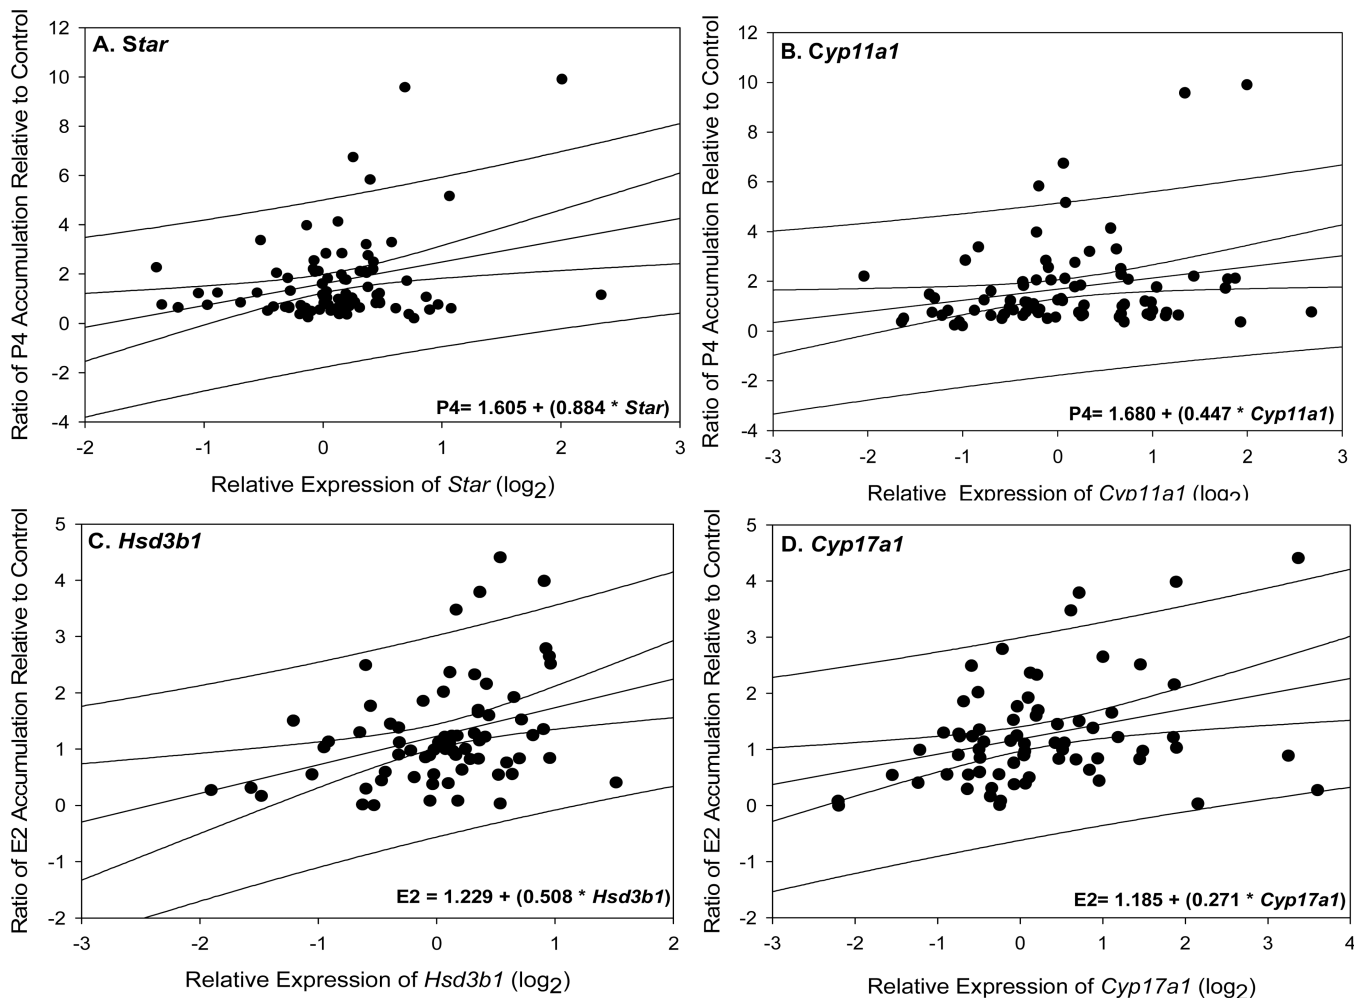 Ratio of P4 Accumulation Relative to Control
A. Star
12
10
8
6
4
2
0
-2
-4
P4= 1.605 + (0.884 * Star)
-2 -1 0 1 2 3
Relative Expression of Star (log2)
Ratio of P4 Accumulation Relative to Control
B. Cyp11a1
12
10
8
6
4
2
0
-2
-4
P4= 1.680 + (0.447 * Cyp11a1)
-3 -2 -1 0 1 2 3
Relative Expression of Cyp11a1 (log2)
Ratio of E2 Accumulation Relative to Control
C. Hsd3b1
5
4
3
2
1
0
-1
-2
E2 = 1.229 + (0.508 * Hsd3b1)
-3 -2 -1 0 1 2
Relative Expression of Hsd3b1 (log2)
Ratio of E2 Accumulation Relative to Control
D. Cyp17a1
5
4
3
2
1
0
-1
-2
E2= 1.185 + (0.271 * Cyp17a1)
-3 -2 -1 0 1 2 3 4
Relative Expression of Cyp17a1 (log2)